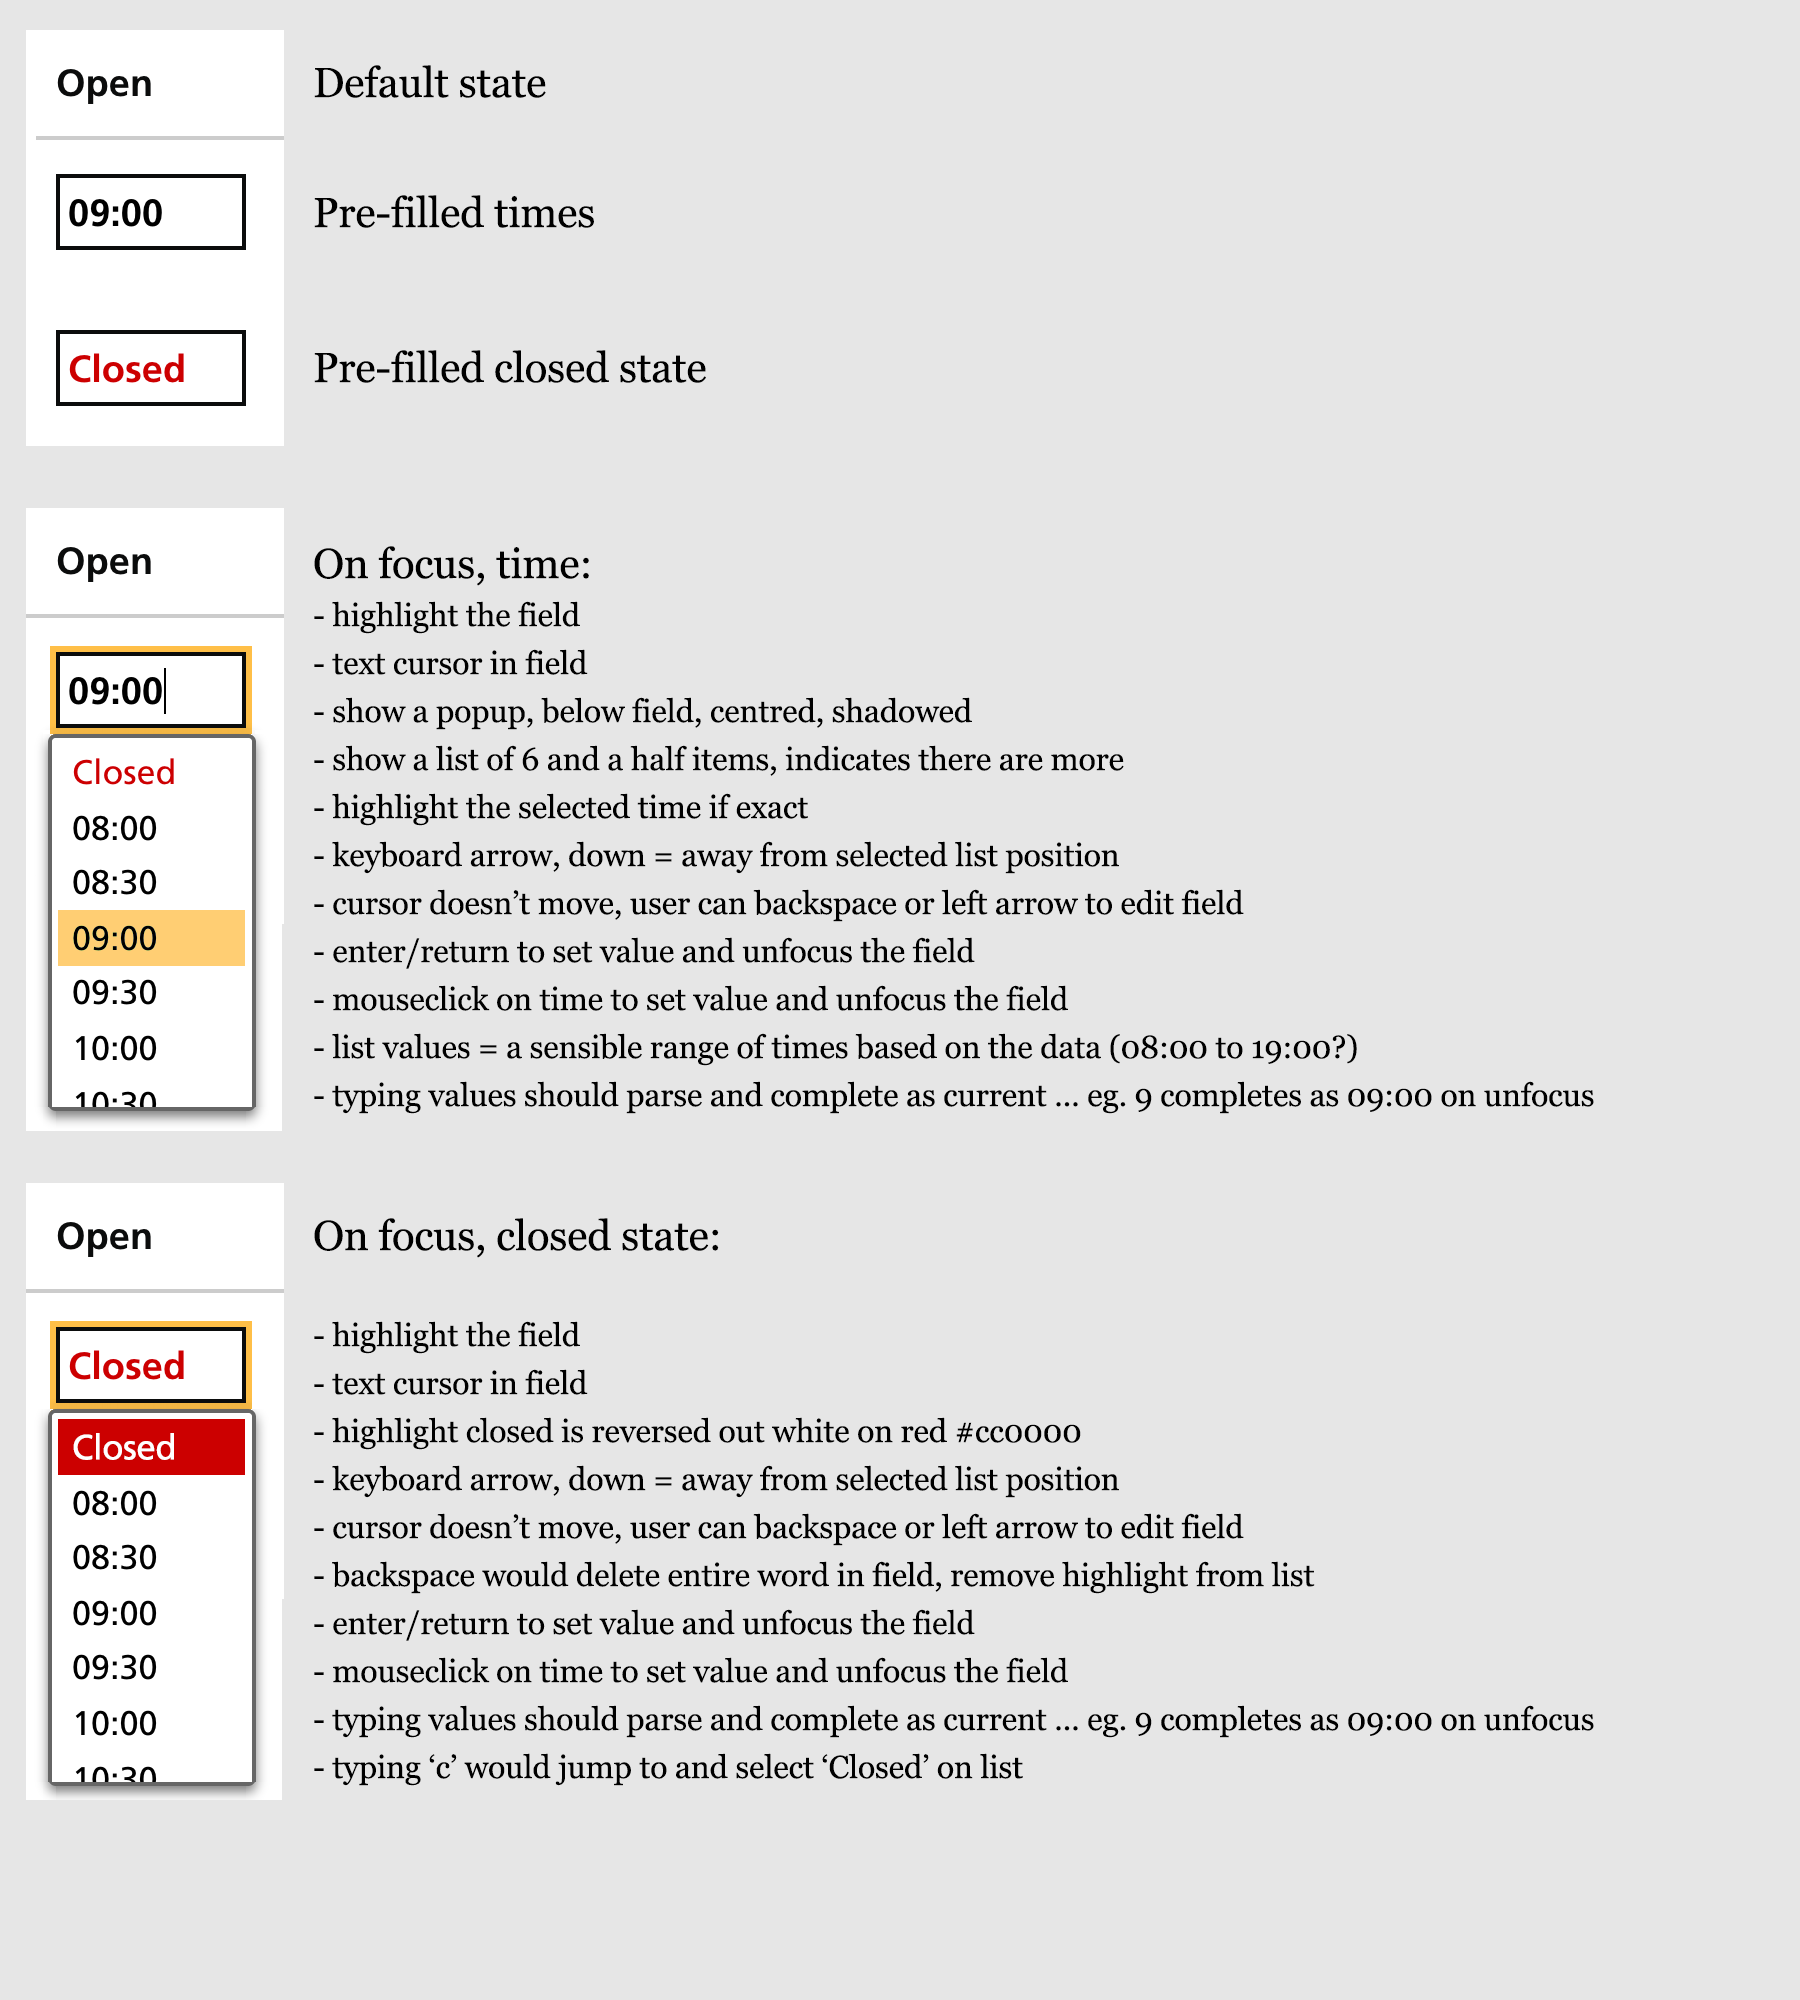 Open Default state
09:00 Pre-filled times
Closed Pre-filled closed state
Open
09:00
Closed
08:00
08:30
09:00
09:30
10:00
10:30
On focus, time:
- highlight the field
- text cursor in field
- show a popup, below field, centred, shadowed
- show a list of 6 and a half items, indicates there are more
- highlight the selected time if exact
- keyboard arrow, down = away from selected list position
- cursor doesn’t move, user can backspace or left arrow to edit field
- enter/return to set value and unfocus the field
- mouseclick on time to set value and unfocus the field
- list values = a sensible range of times based on the data (08:00 to 19:00?)
- typing values should parse and complete as current ... eg. 9 completes as 09:00 on unfocus
Open
Closed
Closed
08:00
08:30
09:00
09:30
10:00
10:30
On focus, closed state:
- highlight the field
- text cursor in field
- highlight closed is reversed out white on red #cc0000
- keyboard arrow, down = away from selected list position
- cursor doesn’t move, user can backspace or left arrow to edit field
- backspace would delete entire word in field, remove highlight from list
- enter/return to set value and unfocus the field
- mouseclick on time to set value and unfocus the field
- typing values should parse and complete as current ... eg. 9 completes as 09:00 on unfocus
- typing ‘c’ would jump to and select ‘Closed’ on list